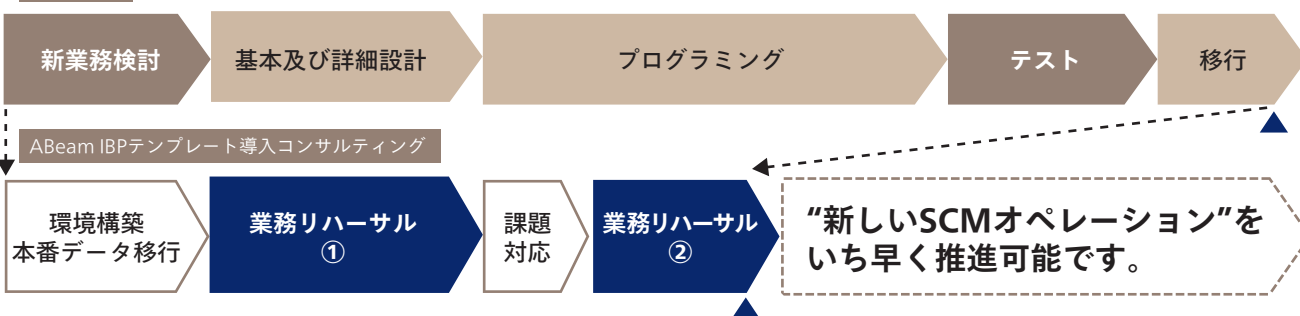 新業務検討
基本及び詳細設計
プログラミング
テスト
移行
ABeam IBPテンプレート導入コンサルティング
環境構築
本番データ移行
業務リハーサル
①
課題
対応
業務リハーサル
②
“新しいSCMオペレーション”を
いち早く推進可能です。